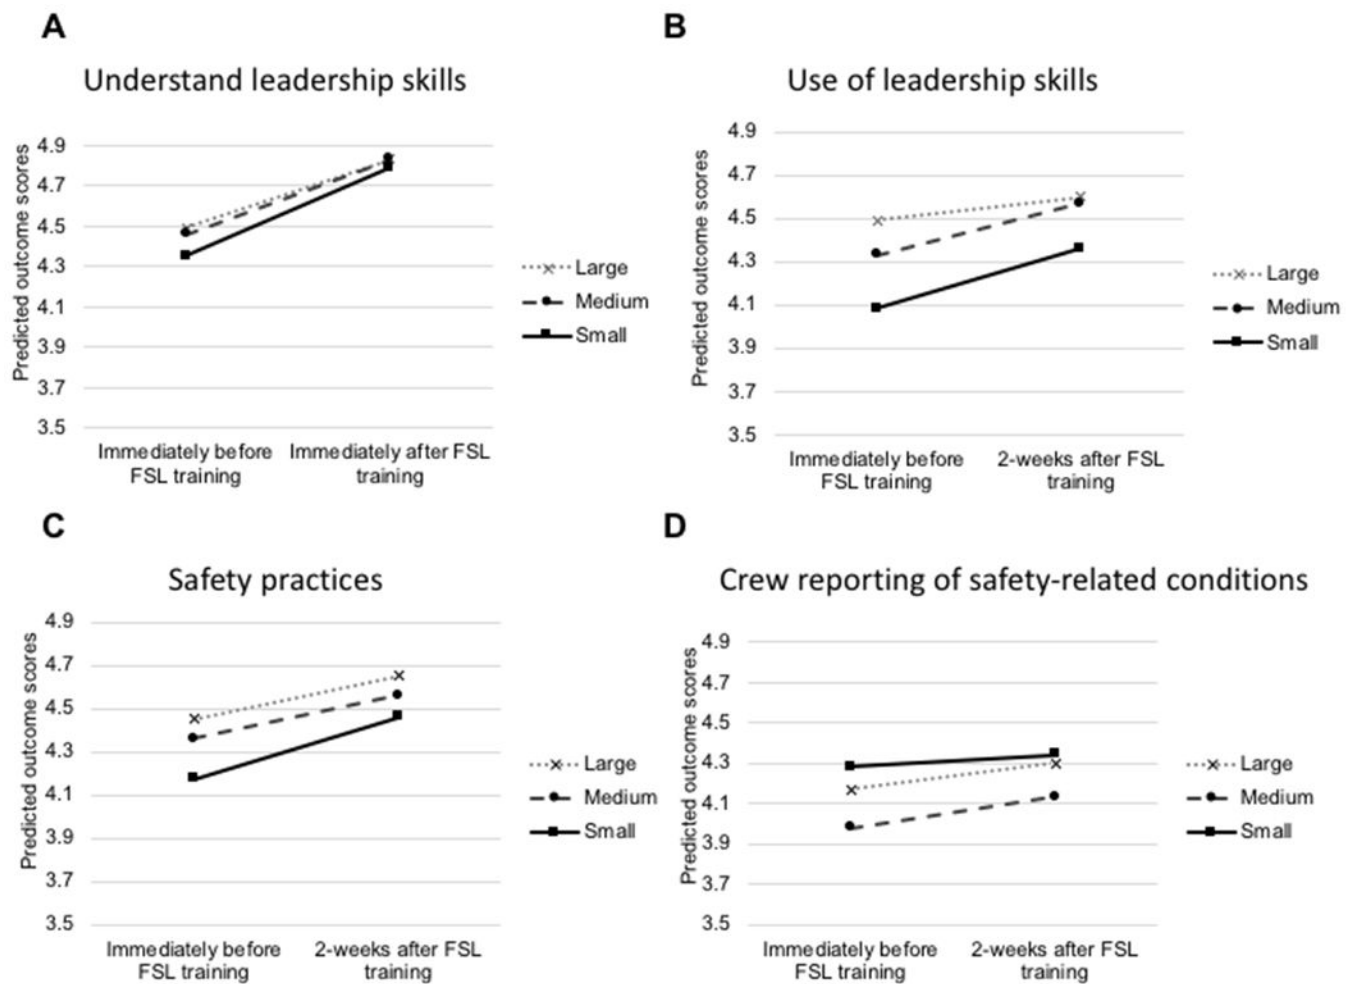 A
Understand leadership skills
Predicted outcome scores
4.9
4.7
4.5
4.3
4.1
3.9
3.7
3.5
Immediately before
FSL training
Immediately after FSL
training
Large
Medium
Small
B
Use of leadership skills
Predicted outcome scores
4.9
4.7
4.5
4.3
4.1
3.9
3.7
3.5
Immediately before
FSL training
2-weeks after FSL
training
Large
Medium
Small
C
Safety practices
Predicted outcome scores
4.9
4.7
4.5
4.3
4.1
3.9
3.7
3.5
Immediately before
FSL training
2-weeks after FSL
training
Large
Medium
Small
D
Crew reporting of safety-related conditions
Predicted outcome scores
4.9
4.7
4.5
4.3
4.1
3.9
3.7
3.5
Immediately before
FSL training
2-weeks after FSL
training
Large
Medium
Small